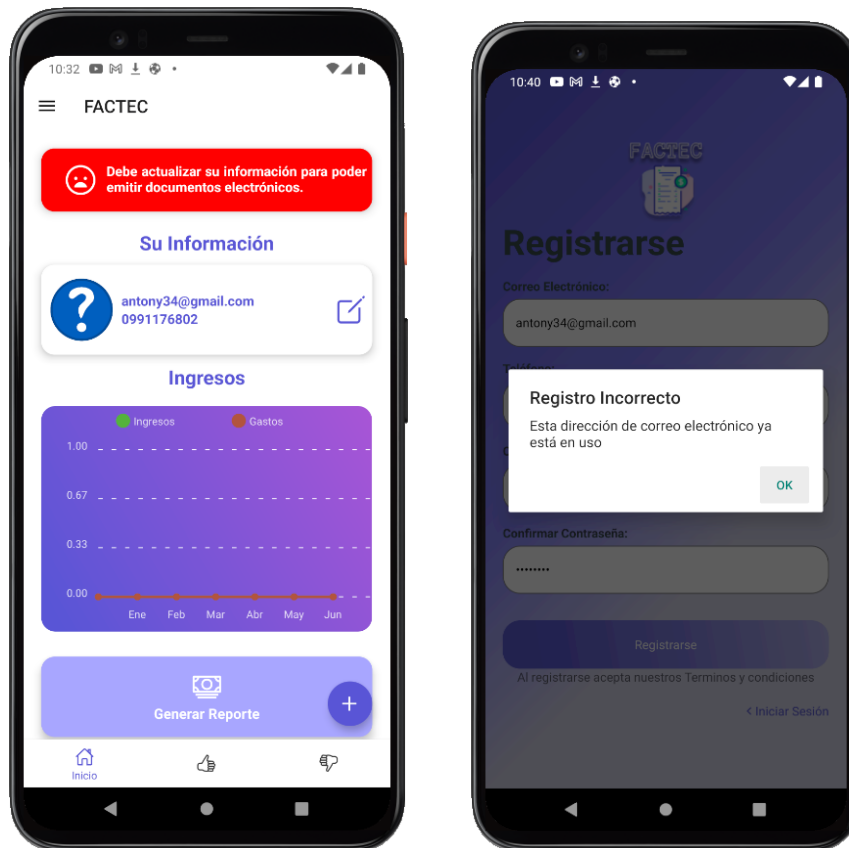 10:32
FACTEC
Debe actualizar su información para poder
emitir documentos electrónicos.
Su Información
antony34@gmail.com
0991176802
Ingresos
Ingresos
Gastos
1.00
0.67
0.33
0.00
Ene Feb Mar Abr May Jun
Generar Reporte
+
Inicio
10:40
FACTEC
Registrarse
Correo Electrónico:
antony34@gmail.com
Teléfono:
Registro Incorrecto
Esta dirección de correo electrónico ya
está en uso
OK
Confirmar Contraseña:
••••••••
Registrarse
Al registrarse acepta nuestros Terminos y condiciones
< Iniciar Sesión